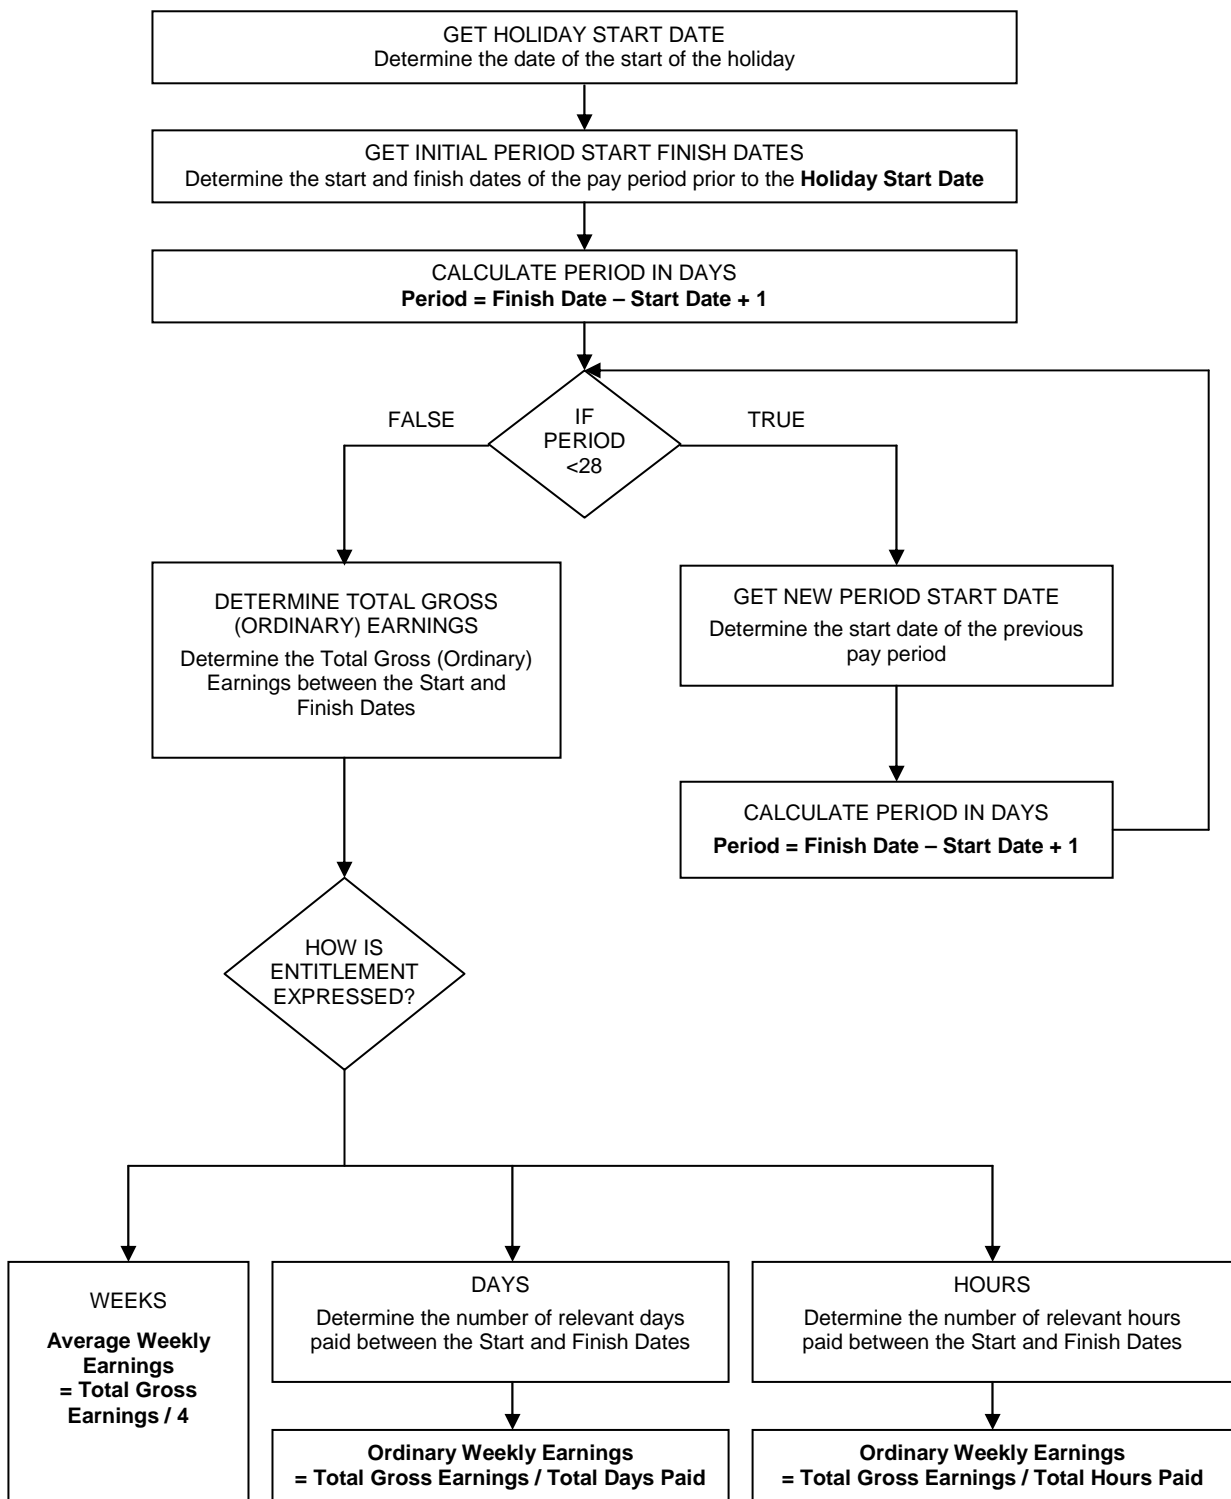 GET HOLIDAY START DATE
Determine the date of the start of the holiday
GET INITIAL PERIOD START FINISH DATES
Determine the start and finish dates of the pay period prior to the Holiday Start Date
CALCULATE PERIOD IN DAYS
Period = Finish Date – Start Date + 1
FALSE
IF
PERIOD
<28
TRUE
DETERMINE TOTAL GROSS
(ORDINARY) EARNINGS
Determine the Total Gross (Ordinary)
Earnings between the Start and
Finish Dates
GET NEW PERIOD START DATE
Determine the start date of the previous
pay period
CALCULATE PERIOD IN DAYS
Period = Finish Date – Start Date + 1
HOW IS
ENTITLEMENT
EXPRESSED?
WEEKS
Average Weekly
Earnings
= Total Gross
Earnings / 4
DAYS
Determine the number of relevant days
paid between the Start and Finish Dates
Ordinary Weekly Earnings
= Total Gross Earnings / Total Days Paid
HOURS
Determine the number of relevant hours
paid between the Start and Finish Dates
Ordinary Weekly Earnings
= Total Gross Earnings / Total Hours Paid